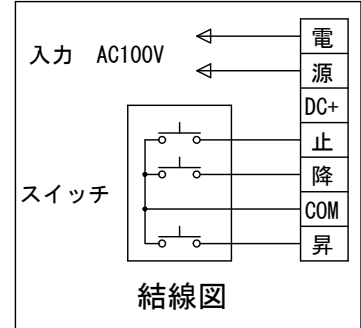 入力 AC100V
スイッチ
電
源
DC+
止
降
COM
昇
結線図